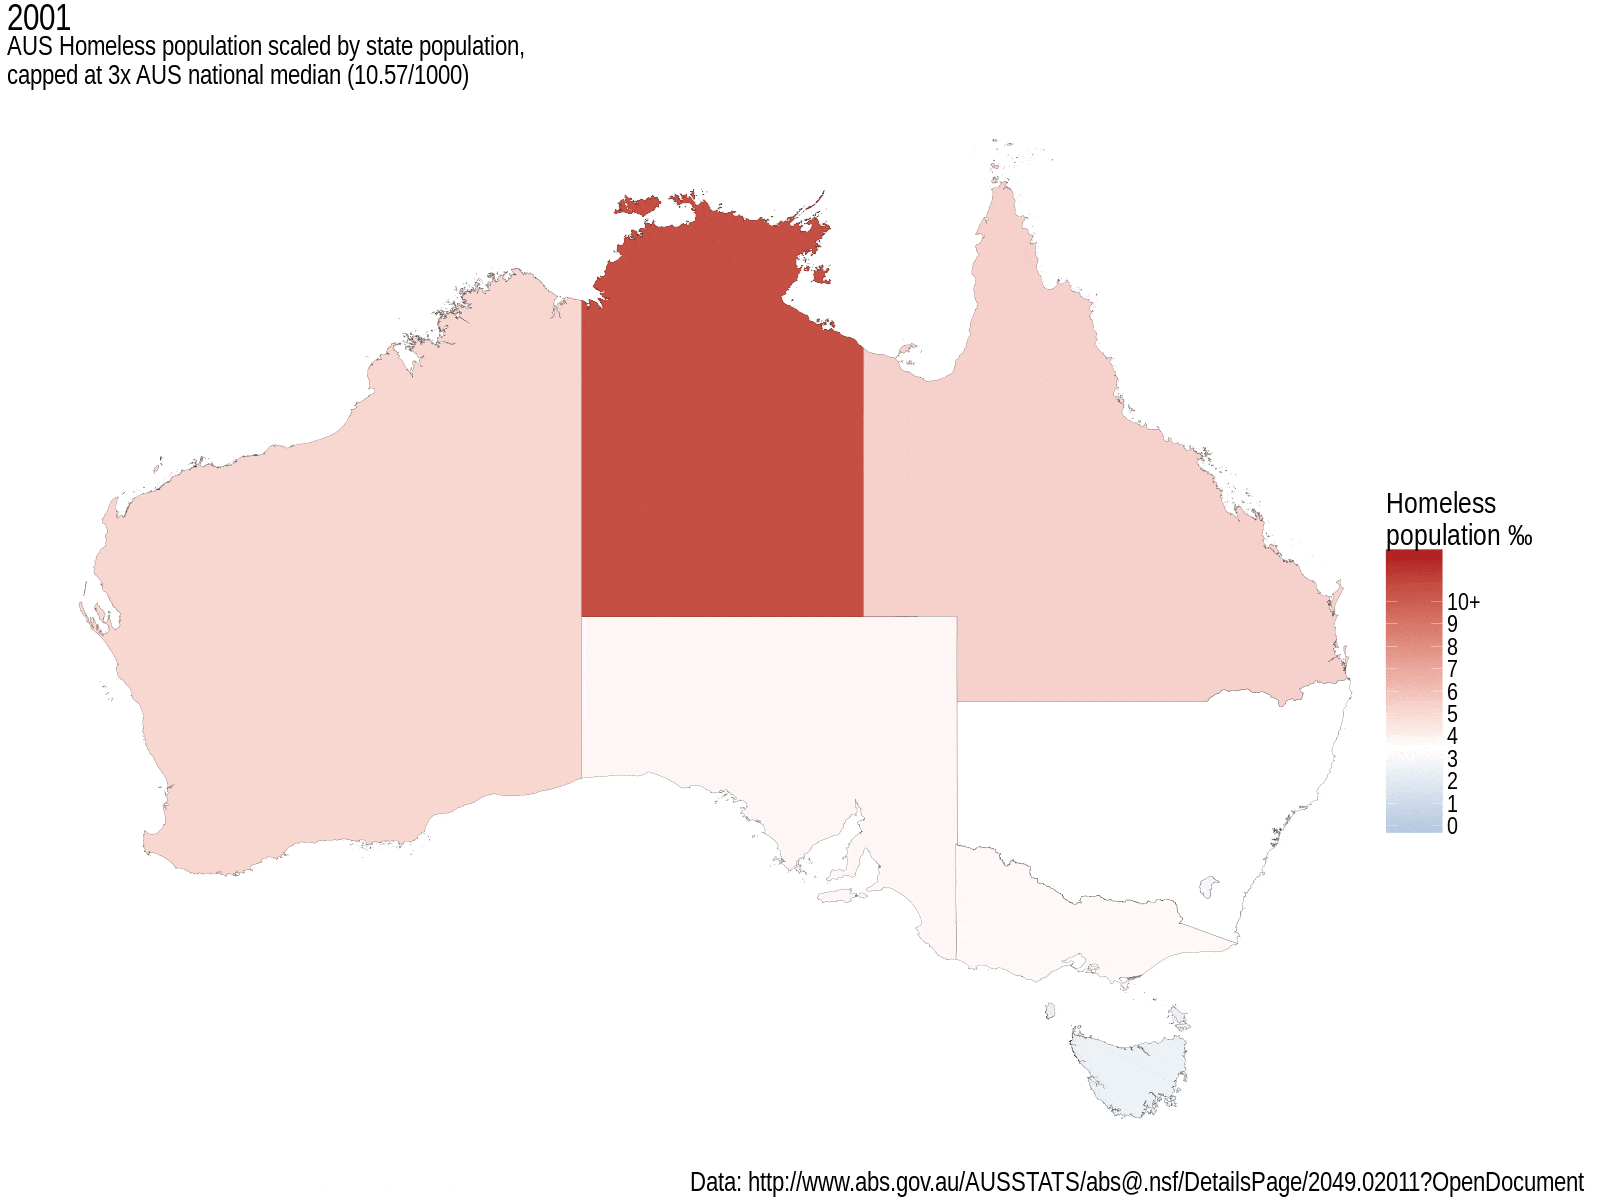 2001
AUS Homeless population scaled by state population,
capped at 3x AUS national median (10.57/1000)
Homeless
population ‰
10+
9
8
7
6
5
4
3
2
1
0
Data: http://www.abs.gov.au/AUSSTATS/abs@.nsf/DetailsPage/2049.02011?OpenDocument